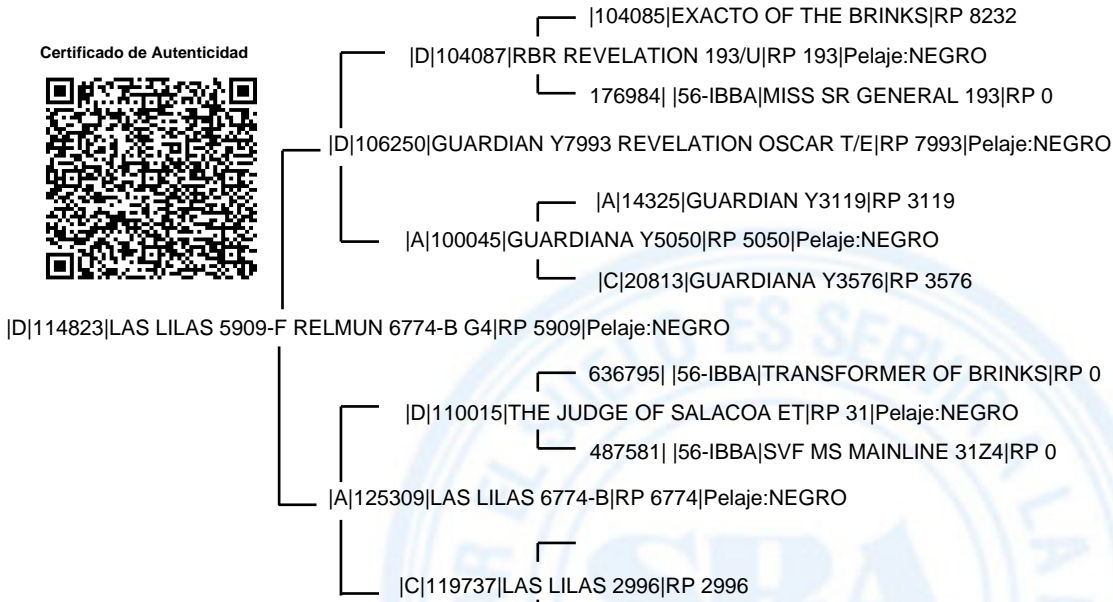 |104085|EXACTO OF THE BRINKS|RP 8232
Certificado de Autenticidad
|D|104087|RBR REVELATION 193/U|RP 193|Pelaje:NEGRO
176984| |56-IBBA|MISS SR GENERAL 193|RP 0
|D|106250|GUARDIAN Y7993 REVELATION OSCAR T/E|RP 7993|Pelaje:NEGRO
|A|14325|GUARDIAN Y3119|RP 3119
|A|100045|GUARDIANA Y5050|RP 5050|Pelaje:NEGRO
|C|20813|GUARDIANA Y3576|RP 3576
|D|114823|LAS LILAS 5909-F RELMUN 6774-B G4|RP 5909|Pelaje:NEGRO
636795| |56-IBBA|TRANSFORMER OF BRINKS|RP 0
|D|110015|THE JUDGE OF SALACOA ET|RP 31|Pelaje:NEGRO
487581| |56-IBBA|SVF MS MAINLINE 31Z4|RP 0
|A|125309|LAS LILAS 6774-B|RP 6774|Pelaje:NEGRO
|C|119737|LAS LILAS 2996|RP 2996